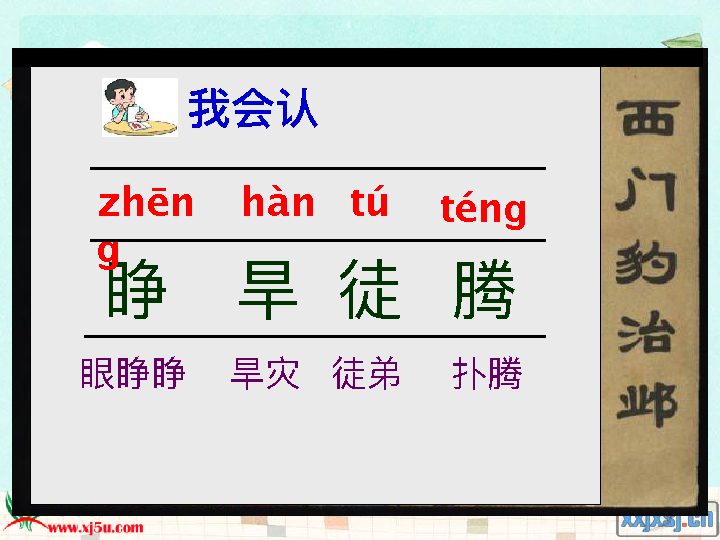 我会认
zhēng hàn tú téng
睁 旱 徒 腾
眼睁睁 旱灾 徒弟 扑腾
西门豹治邺
www.xj5u.com
xxjxsj.cn